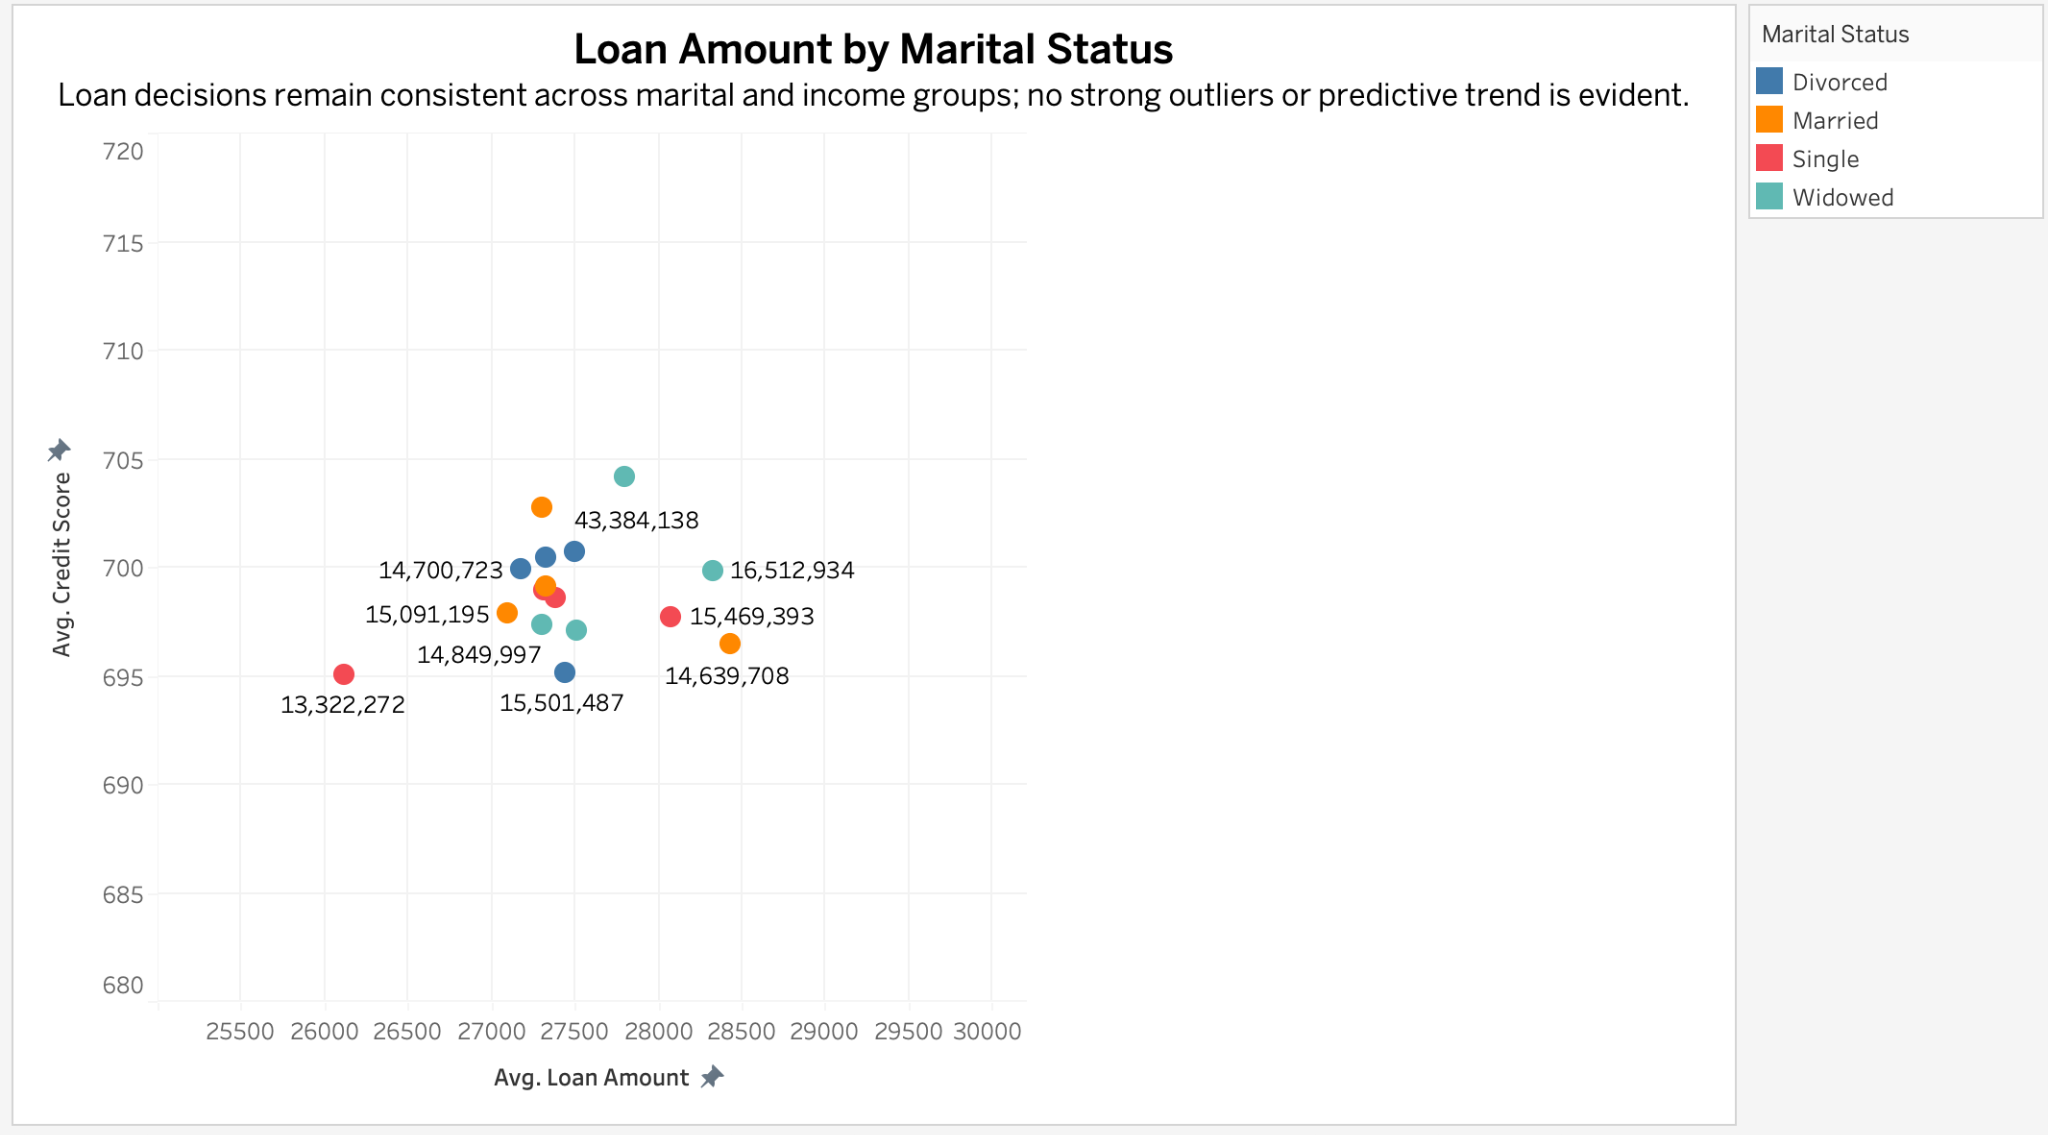 Loan Amount by Marital Status
Loan decisions remain consistent across marital and income groups; no strong outliers or predictive trend is evident.
720
715
710
705
700
695
690
685
680
Avg. Credit Score
43,384,138
14,700,723
16,512,934
15,091,195
15,469,393
14,849,997
14,639,708
13,322,272
15,501,487
25500 26000 26500 27000 27500 28000 28500 29000 29500 30000
Avg. Loan Amount
Marital Status
Divorced
Married
Single
Widowed